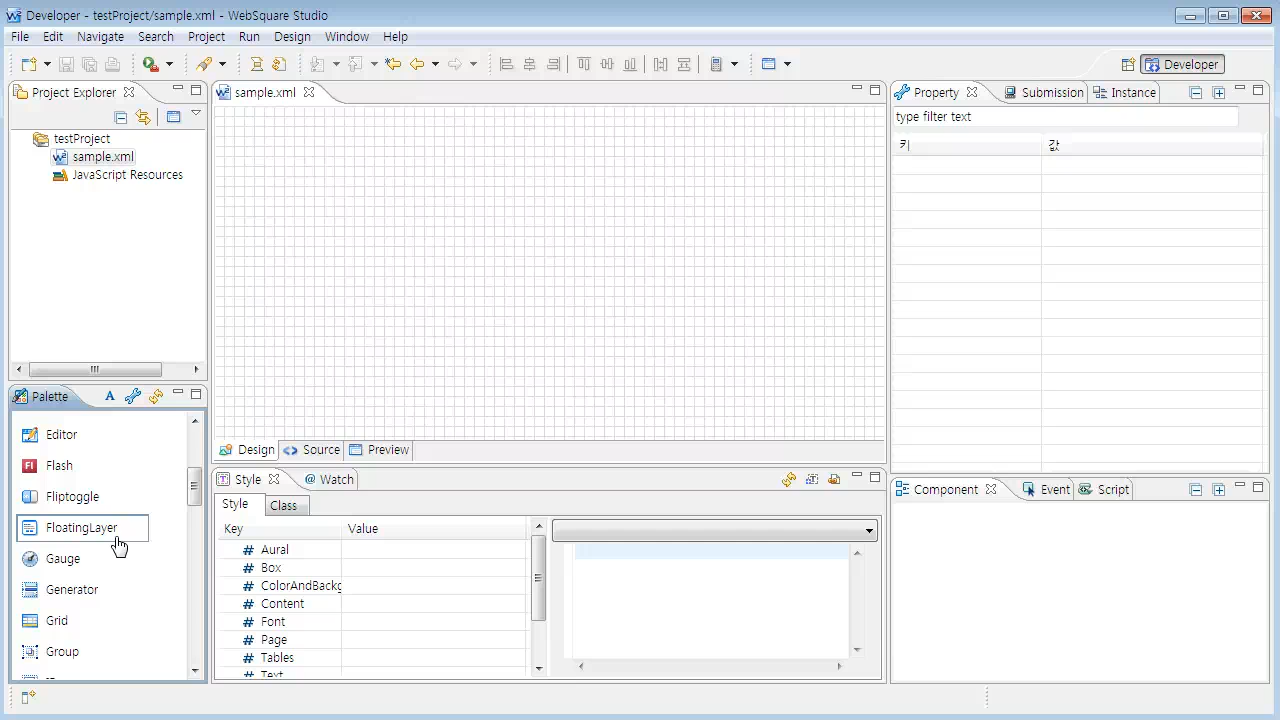 Developer - testProject/sample.xml - WebSquare Studio
File Edit Navigate Search Project Run Design Window Help
Developer
Project Explorer
testProject
sample.xml
JavaScript Resources
Palette
Editor
Flash
Fliptoggle
FloatingLayer
Gauge
Generator
Grid
Group
sample.xml
Design Source Preview
Style Watch
Style Class
Key Value
Aural
Box
ColorAndBackg
Content
Font
Page
Tables
Text
Property Submission Instance
type filter text
키 값
Component Event Script